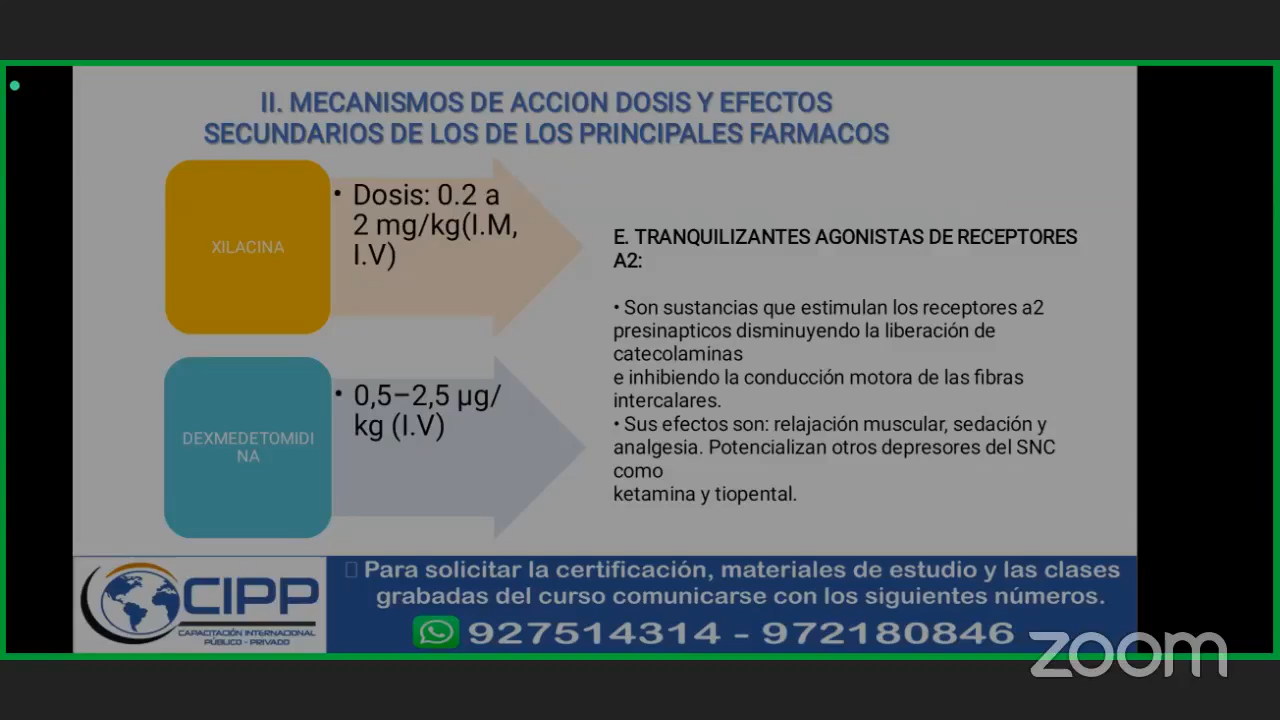 II. MECANISMOS DE ACCION DOSIS Y EFECTOS
SECUNDARIOS DE LOS DE LOS PRINCIPALES FARMACOS
XILACINA
• Dosis: 0.2 a
2 mg/kg(I.M,
I.V)
DEXMEDETOMIDI
NA
• 0,5–2,5 µg/
kg (I.V)
E. TRANQUILIZANTES AGONISTAS DE RECEPTORES
A2:
• Son sustancias que estimulan los receptores a2
presinapticos disminuyendo la liberación de
catecolaminas
e inhibiendo la conducción motora de las fibras
intercalares.
• Sus efectos son: relajación muscular, sedación y
analgesia. Potencializan otros depresores del SNC
como
ketamina y tiopental.
CIPP
CAPACITACIÓN INTERNACIONAL
PÚBLICO - PRIVADO
Para solicitar la certificación, materiales de estudio y las clases
grabadas del curso comunicarse con los siguientes números.
927514314 - 972180846
zoom